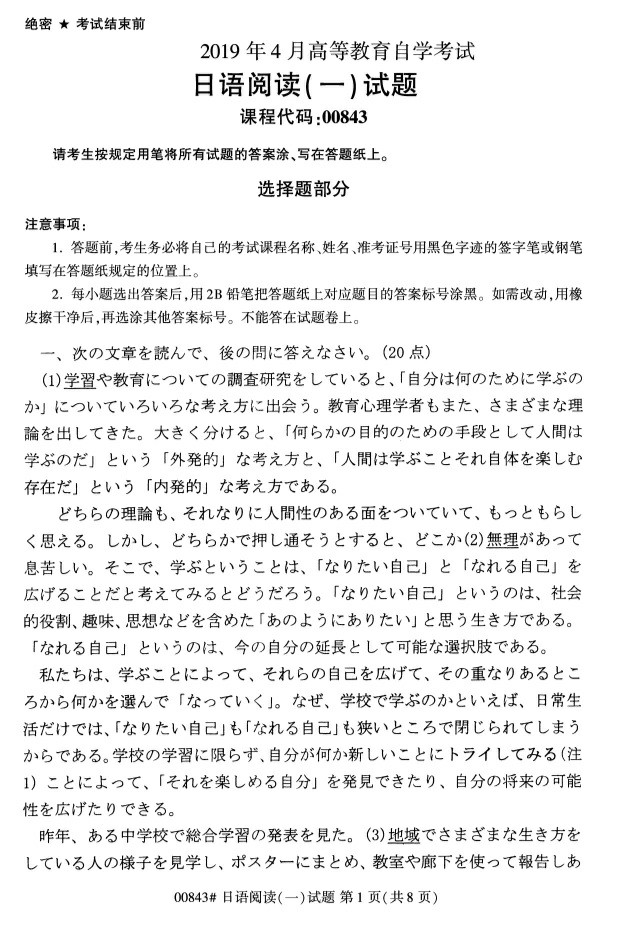 绝密 ★ 考试结束前
2019 年 4 月高等教育自学考试
日语阅读(一)试题
课程代码:00843
请考生按规定用笔将所有试题的答案涂、写在答题纸上。
选择题部分
注意事项:
1. 答题前,考生务必将自己的考试课程名称、姓名、准考证号用黑色字迹的签字笔或钢笔
填写在答题纸规定的位置上。
2. 每小题选出答案后,用 2B 铅笔把答题纸上对应题目的答案标号涂黑。如需改动,用橡
皮擦干净后,再选涂其他答案标号。不能答在试题卷上。
一、次の文章を読んで、後の問に答えなさい。(20 点)
(1)学習や教育についての調査研究をしていると、「自分は何のために学ぶの
か」についていろいろな考え方に出会う。教育心理学者もまた、さまざまな理
論を出してきた。大きく分けると、「何らかの目的のための手段として人間は
学ぶのだ」という「外発的」な考え方と、「人間は学ぶことそれ自体を楽しむ
存在だ」という「内発的」な考え方である。
どちらの理論も、それなりに人間性のある面をついていて、もっともらし
く思える。しかし、どちらかで押し通そうとすると、どこか(2)無理があって
息苦しい。そこで、学ぶということは、「なりたい自己」と「なれる自己」を
広げることだと考えてみるとどうだろう。「なりたい自己」というのは、社会
的役割、趣味、思想などを含めた「あのようにありたい」と思う生き方である。
「なれる自己」というのは、今の自分の延長として可能な選択肢である。
私たちは、学ぶことによって、それらの自己を広げて、その重なりあるとこ
ろから何かを選んで「なっていく」。なぜ、学校で学ぶのかといえば、日常生
活だけでは、「なりたい自己」も「なれる自己」も狭いところで閉じられてしまう
からである。学校の学習に限らず、自分が何か新しいことにトライしてみる(注
1) ことによって、「それを楽しめる自分」を発見できたり、自分の将来の可能
性を広げたりできる。
昨年、ある中学校で総合学習の発表を見た。(3)地域でさまざまな生き方を
している人の様子を見学し、ポスターにまとめ、教室や廊下を使って報告しあ
00843# 日语阅读(一)试题 第 1 页(共 8 页)